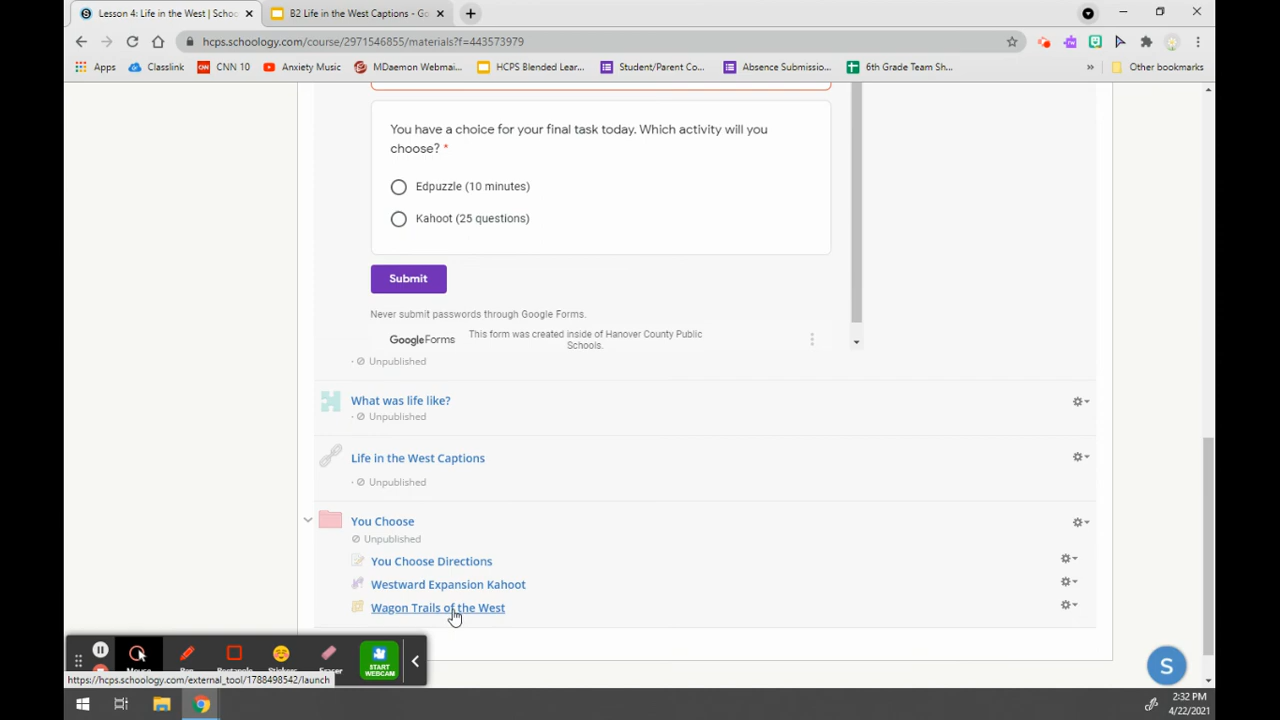 Lesson 4: Life in the West | Schoo
B2 Life in the West Captions - Go
hcps.schoology.com/course/2971546855/materials?f=443573979
Apps
Classlink
CNN 10
Anxiety Music
MDaemon Webmai...
HCPS Blended Lear...
Student/Parent Co...
Absence Submissio...
6th Grade Team Sh...
»
Other bookmarks
You have a choice for your final task today. Which activity will you
choose? *
Edpuzzle (10 minutes)
Kahoot (25 questions)
Submit
Never submit passwords through Google Forms.
GoogleForms
This form was created inside of Hanover County Public
Schools.
· Unpublished
What was life like?
· Unpublished
Life in the West Captions
· Unpublished
You Choose
Unpublished
You Choose Directions
Westward Expansion Kahoot
Wagon Trails of the West
START
WEBCAM
S
https://hcps.schoology.com/external_tool/1788498542/launch
2:32 PM
4/22/2021